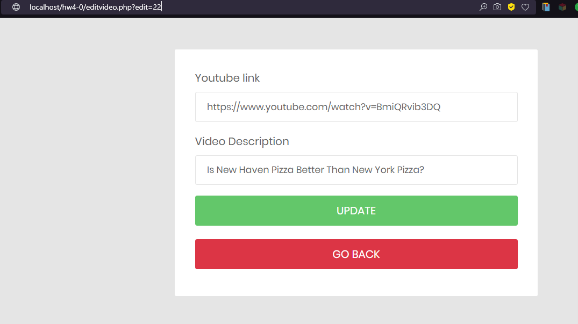 localhost/hw4-0/editvideo.php?edit=22
Youtube link
https://www.youtube.com/watch?v=BmiQRvib3DQ
Video Description
Is New Haven Pizza Better Than New York Pizza?
UPDATE
GO BACK